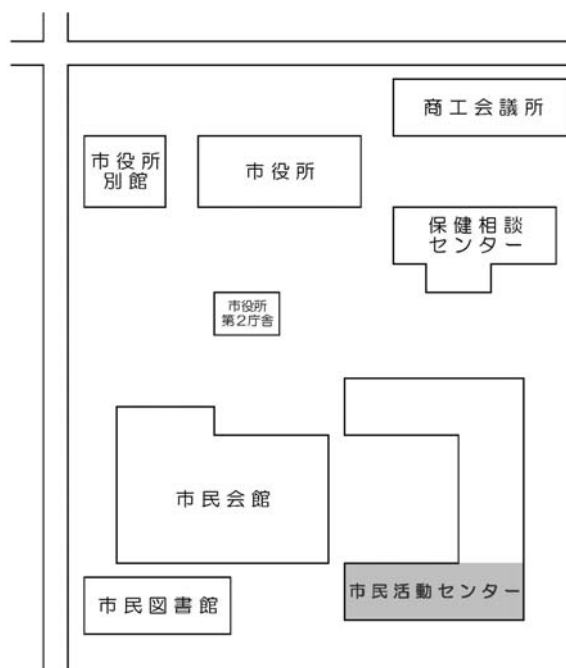 商工会議所
市役所
別館
市役所
保健相談
センター
市役所
第2庁舎
市民会館
市民活動センター
市民図書館